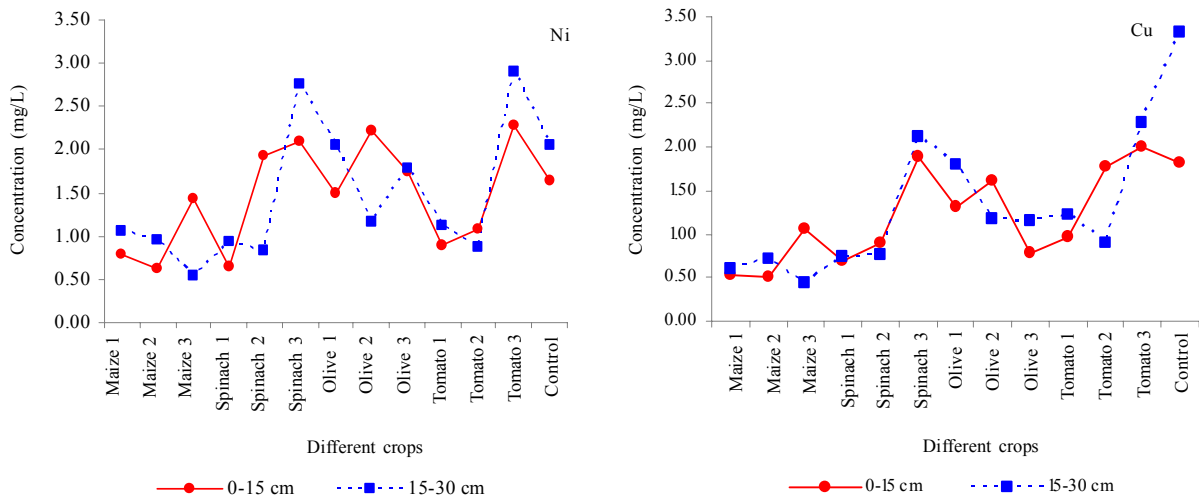 Ni
Concentration (mg/L)
3.50
3.00
2.50
2.00
1.50
1.00
0.50
0.00
Maize 1
Maize 2
Maize 3
Spinach 1
Spinach 2
Spinach 3
Olive 1
Olive 2
Olive 3
Tomato 1
Tomato 2
Tomato 3
Control
Different crops
0-15 cm
15-30 cm
Cu
Concentration (mg/L)
3.50
3.00
2.50
2.00
150
100
0.50
0.00
Maize 1
Maize 2
Maize 3
Spinach 1
Spinach 2
Spinach 3
Olive 1
Olive 2
Olive 3
Tomato 1
Tomato 2
Tomato 3
Control
Different crops
0-15 cm
15-30 cm